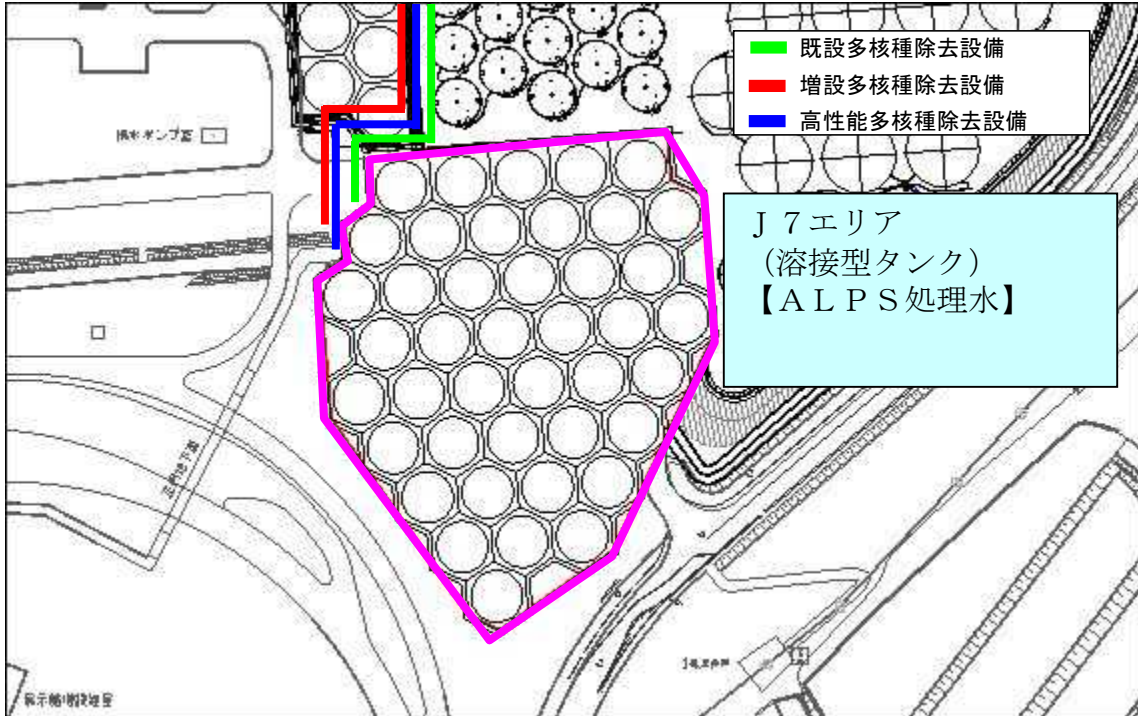 既設多核種除去設備
増設多核種除去設備
高性能多核種除去設備
Ｊ７エリア
（溶接型タンク）
【ＡＬＰＳ処理水】